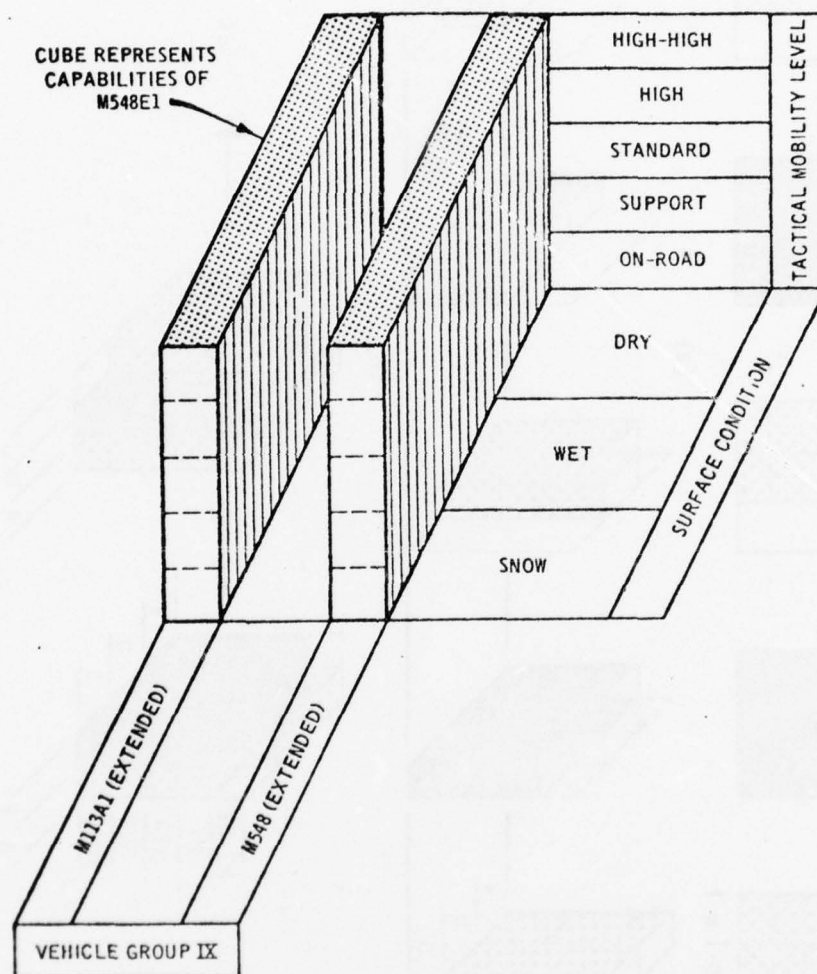 CUBE REPRESENTS
CAPABILITIES OF
M548E1
HIGH-HIGH
HIGH
STANDARD
SUPPORT
ON-ROAD
TACTICAL MOBILITY LEVEL
DRY
WET
SNOW
SURFACE CONDITION
M113A1 (EXTENDED)
M548 (EXTENDED)
VEHICLE GROUP IX